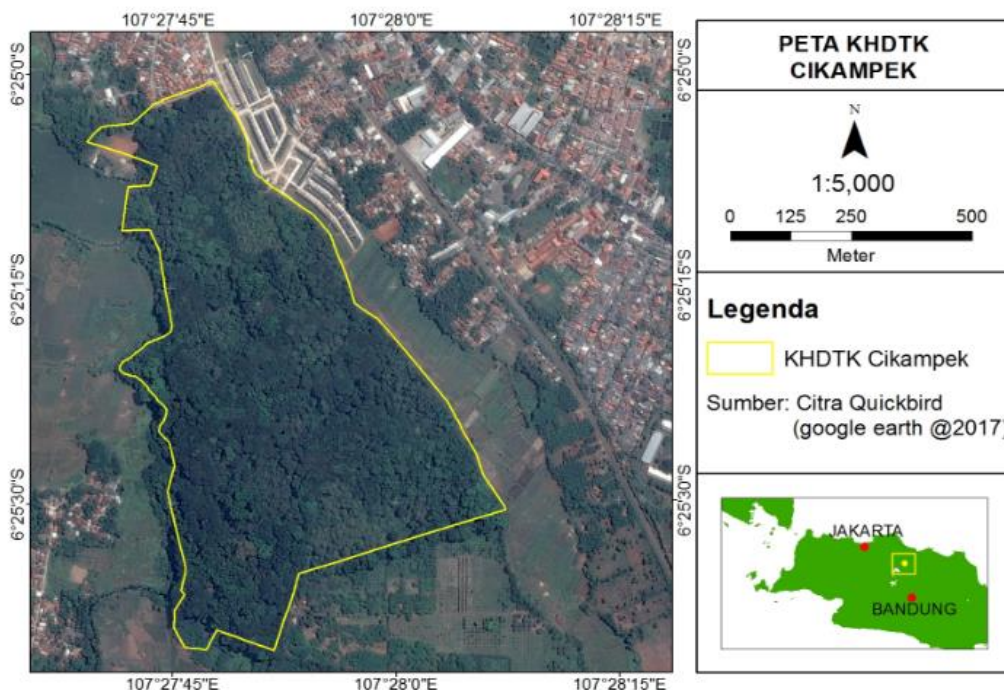 107°27'45"E 107°28'0"E 107°28'15"E
6°25'0"S
6°25'15"S
6°25'30"S
6°25'0"S
6°25'15"S
6°25'30"S
107°27'45"E 107°28'0"E 107°28'15"E
PETA KHDTK
CIKAMPEK
N
1:5,000
0 125 250 500
Meter
Legenda
KHDTK Cikampek
Sumber: Citra Quickbird
(google earth @2017)
JAKARTA
BANDUNG